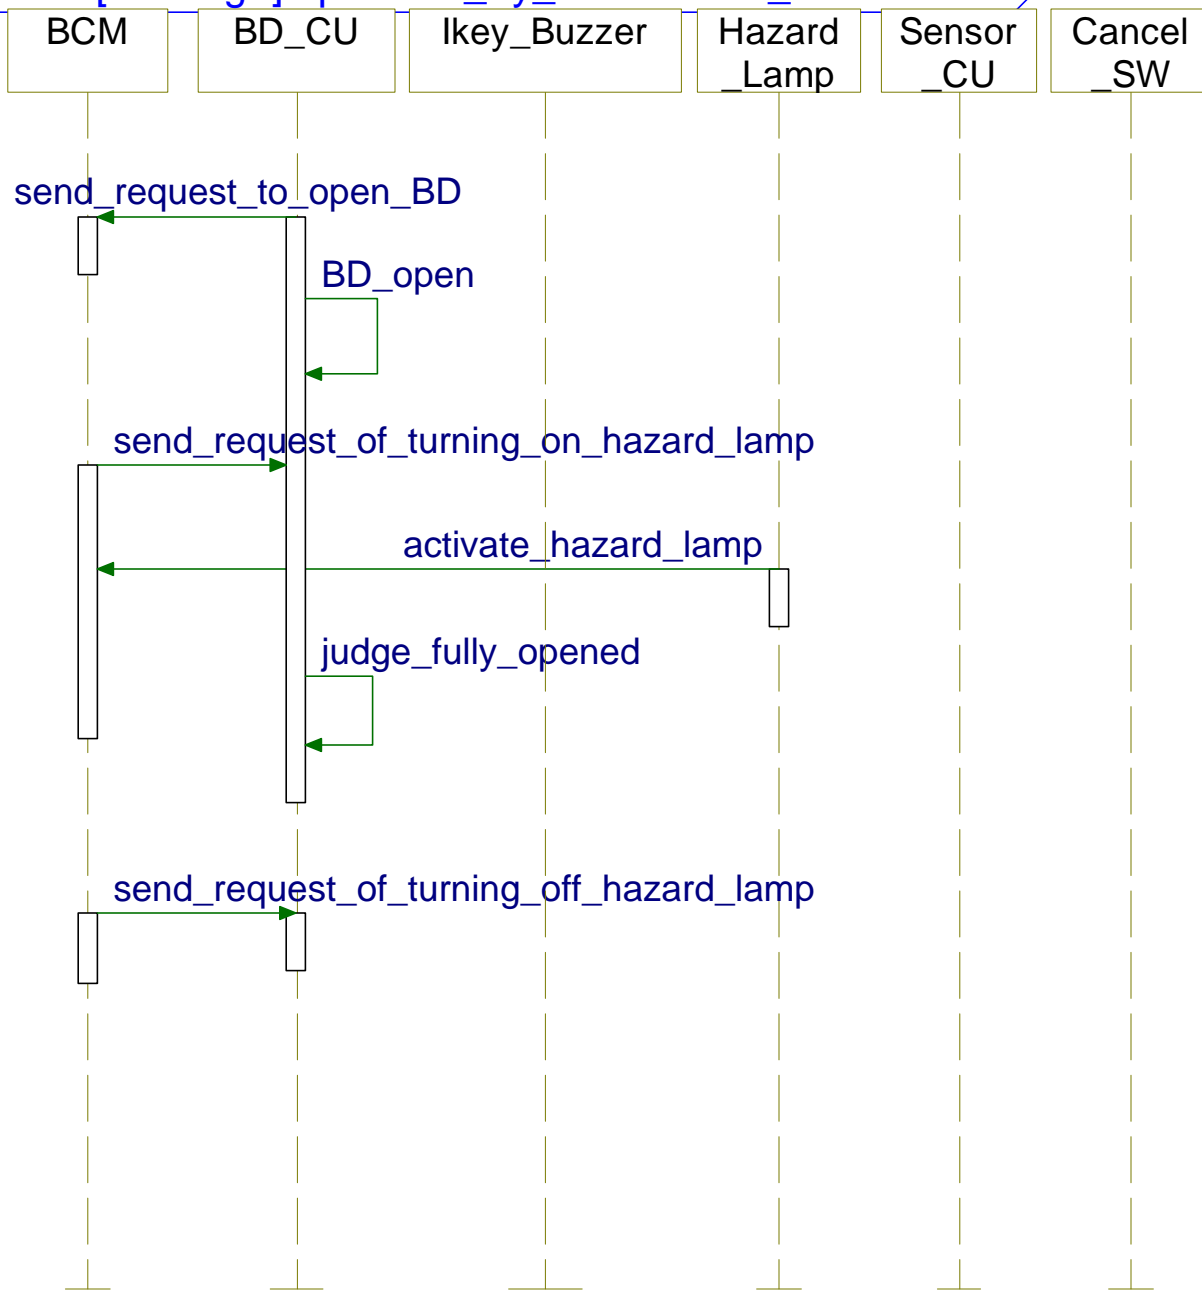 BCM
BD_CU
Ikey_Buzzer
Hazard
_Lamp
Sensor
_CU
Cancel
_SW
send_request_to_open_BD
BD_open
send_request_of_turning_on_hazard_lamp
activate_hazard_lamp
judge_fully_opened
send_request_of_turning_off_hazard_lamp